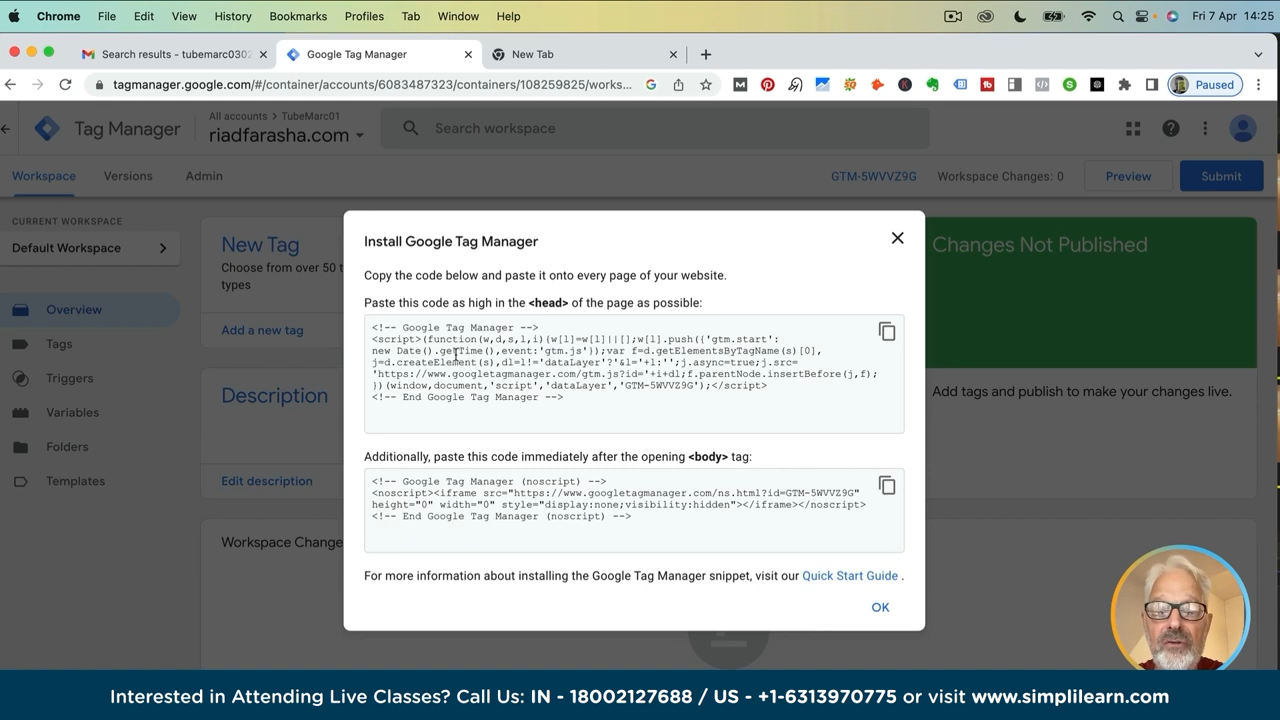 Chrome File Edit View History Bookmarks Profiles Tab Window Help Fri 7 Apr 14:25
Search results - tubemarc0302 Google Tag Manager New Tab
tagmanager.google.com/#/container/accounts/6083487323/containers/108259825/works... Paused
All accounts > TubeMarc01
Tag Manager riadfarasha.com Search workspace
Workspace Versions Admin GTM-5WVVZ9G Workspace Changes: 0 Preview Submit
CURRENT WORKSPACE
Default Workspace
Overview
Tags
Triggers
Variables
Folders
Templates
New Tag
Choose from over 50 t
types
Add a new tag
Description
Edit description
Workspace Change
Changes Not Published
Add tags and publish to make your changes live.
Install Google Tag Manager
Copy the code below and paste it onto every page of your website.
Paste this code as high in the <head> of the page as possible:
<!-- Google Tag Manager -->
<script>(function(w,d,s,l,i){w[l]=w[l]||[];w[l].push({'gtm.start':
new Date().getTime(),event:'gtm.js'});var f=d.getElementsByTagName(s)[0],
j=d.createElement(s),dl=l!='dataLayer'?'&l='+l:'';j.async=true;j.src=
'https://www.googletagmanager.com/gtm.js?id='+i+dl;f.parentNode.insertBefore(j,f);
})(window,document,'script','dataLayer','GTM-5WVVZ9G');</script>
<!-- End Google Tag Manager -->
Additionally, paste this code immediately after the opening <body> tag:
<!-- Google Tag Manager (noscript) -->
<noscript><iframe src="https://www.googletagmanager.com/ns.html?id=GTM-5WVVZ9G"
height="0" width="0" style="display:none;visibility:hidden"></iframe></noscript>
<!-- End Google Tag Manager (noscript) -->
For more information about installing the Google Tag Manager snippet, visit our Quick Start Guide .
OK
Interested in Attending Live Classes? Call Us: IN - 18002127688 / US - +1-6313970775 or visit www.simplilearn.com